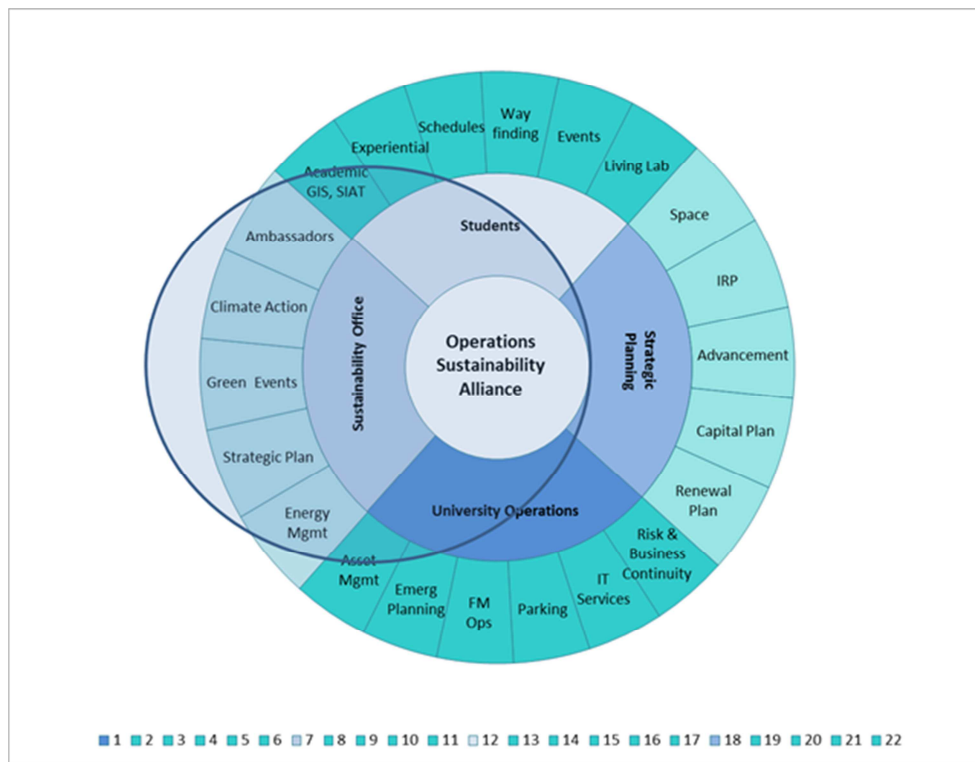 Schedules
Way
finding
Events
Experiential
Living Lab
Academic
GIS, SIAT
Space
Students
Ambassadors
IRP
Climate Action
Sustainability Office
Operations
Sustainability
Alliance
Strategic
Planning
Advancement
Green Events
Capital Plan
Strategic Plan
Renewal
Plan
Energy
Mgmt
University Operations
Risk &
Business
Continuity
Asset
Mgmt
Emerg
Planning
FM
Ops
Parking
IT
Services
1 2 3 4 5 6 7 8 9 10 11 12 13 14 15 16 17 18 19 20 21 22